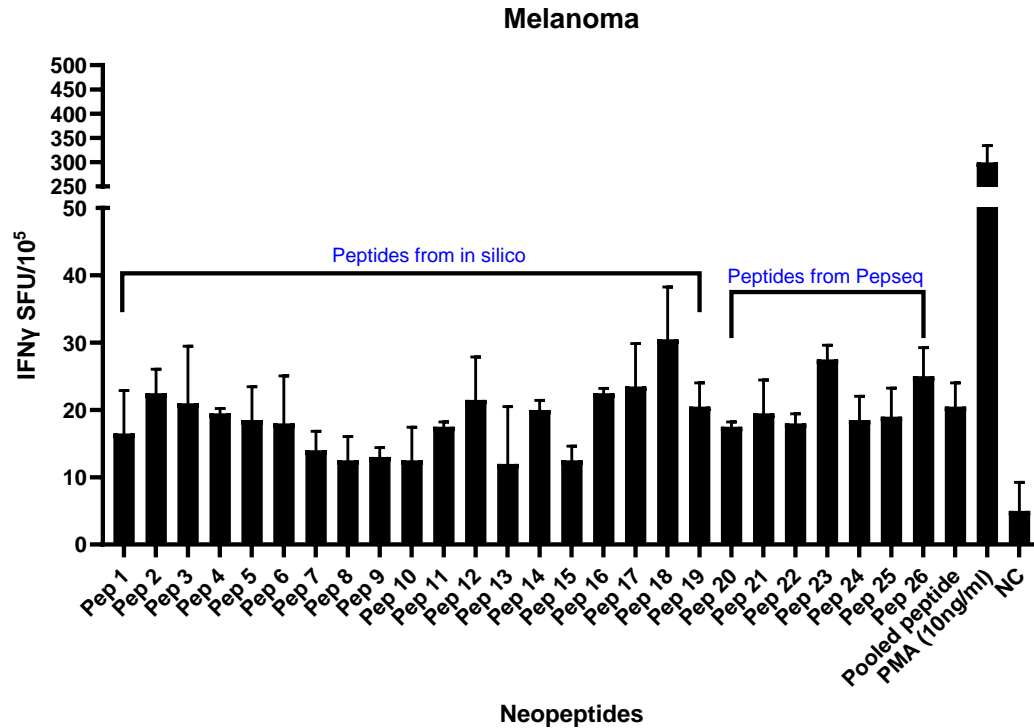 Melanoma
IFNγ SFU/10⁵
500
450
400
350
300
250
50
40
30
20
10
0
Peptides from in silico
Peptides from Pepseq
Pep 1
Pep 2
Pep 3
Pep 4
Pep 5
Pep 6
Pep 7
Pep 8
Pep 9
Pep 10
Pep 11
Pep 12
Pep 13
Pep 14
Pep 15
Pep 16
Pep 17
Pep 18
Pep 19
Pep 20
Pep 21
Pep 22
Pep 23
Pep 24
Pep 25
Pep 26
Pooled peptide
PMA (10ng/ml)
NC
Neopeptides